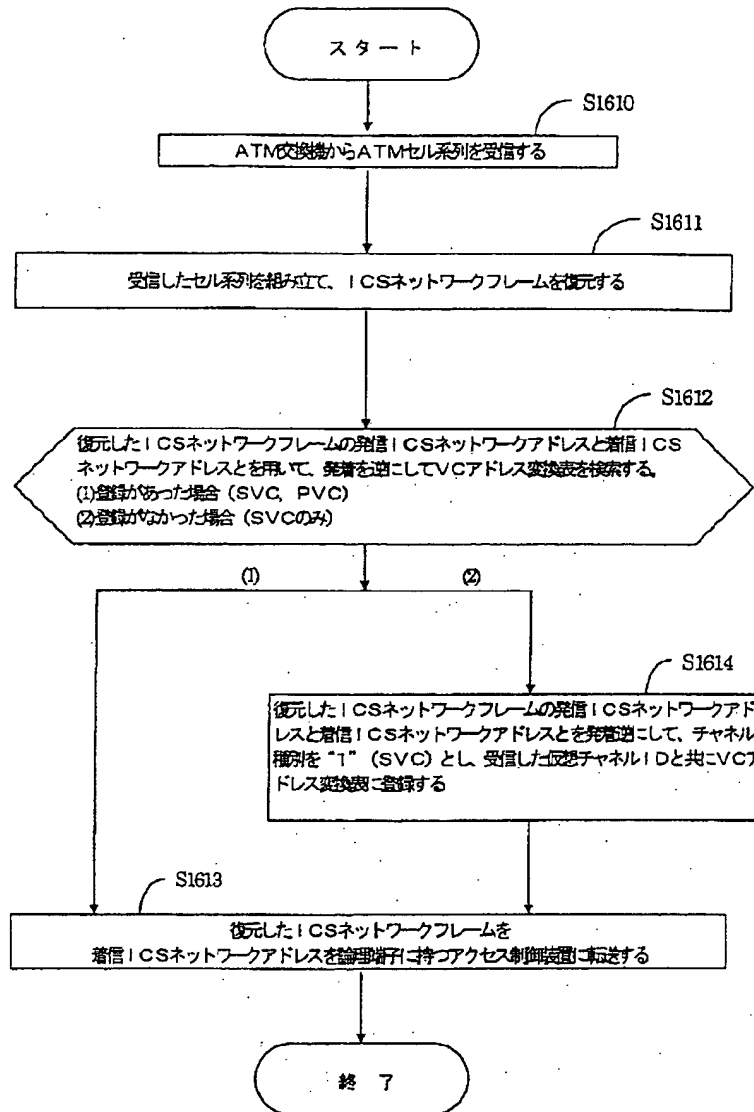 スタート
S1610
ATM交換機からATMセル系列を受信する
S1611
受信したセル系列を組み立て、ICSネットワークフレームを復元する
S1612
復元したICSネットワークフレームの発信ICSネットワークアドレスと着信ICS
ネットワークアドレスとを用いて、発着を逆にしてVCアドレス変換表を検索する。
(1)登録があった場合（SVC, PVC）
(2)登録がなかった場合（SVCのみ）
(1)
(2)
S1614
復元したICSネットワークフレームの発信ICSネットワークアド
レスと着信ICSネットワークアドレスとを発着逆にして、チャネル
種別を“1”（SVC）とし、受信した仮想チャネルIDと共にVCア
ドレス変換表に登録する
S1613
復元したICSネットワークフレームを
着信ICSネットワークアドレスを論理端子に持つアクセス制御装置に転送する
終 了